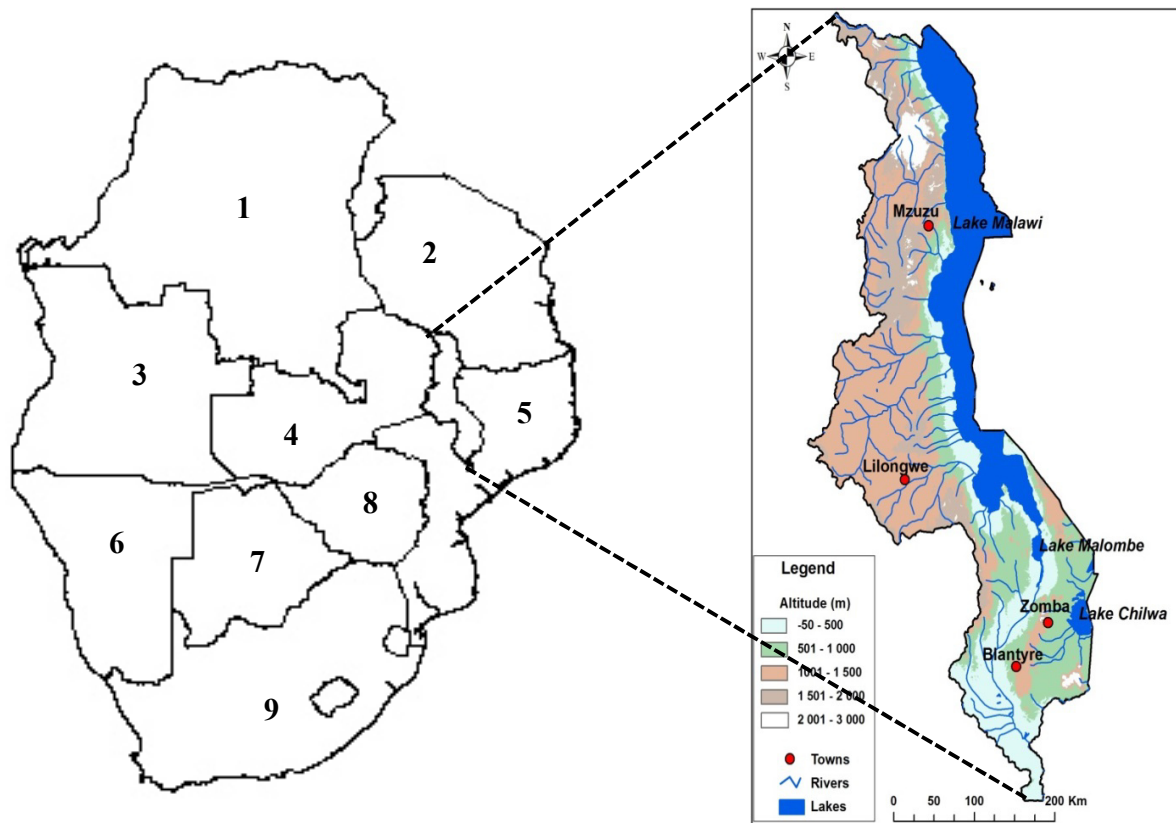 1
2
3
4
5
6
7
8
9
N
W E
S
Mzuzu
Lake Malawi
Lilongwe
Lake Malombe
Zomba
Lake Chilwa
Blantyre
Legend
Altitude (m)
-50 - 500
501 - 1 000
1001 - 1 500
1 501 - 2 000
2 001 - 3 000
Towns
Rivers
Lakes
0 50 100 200 Km